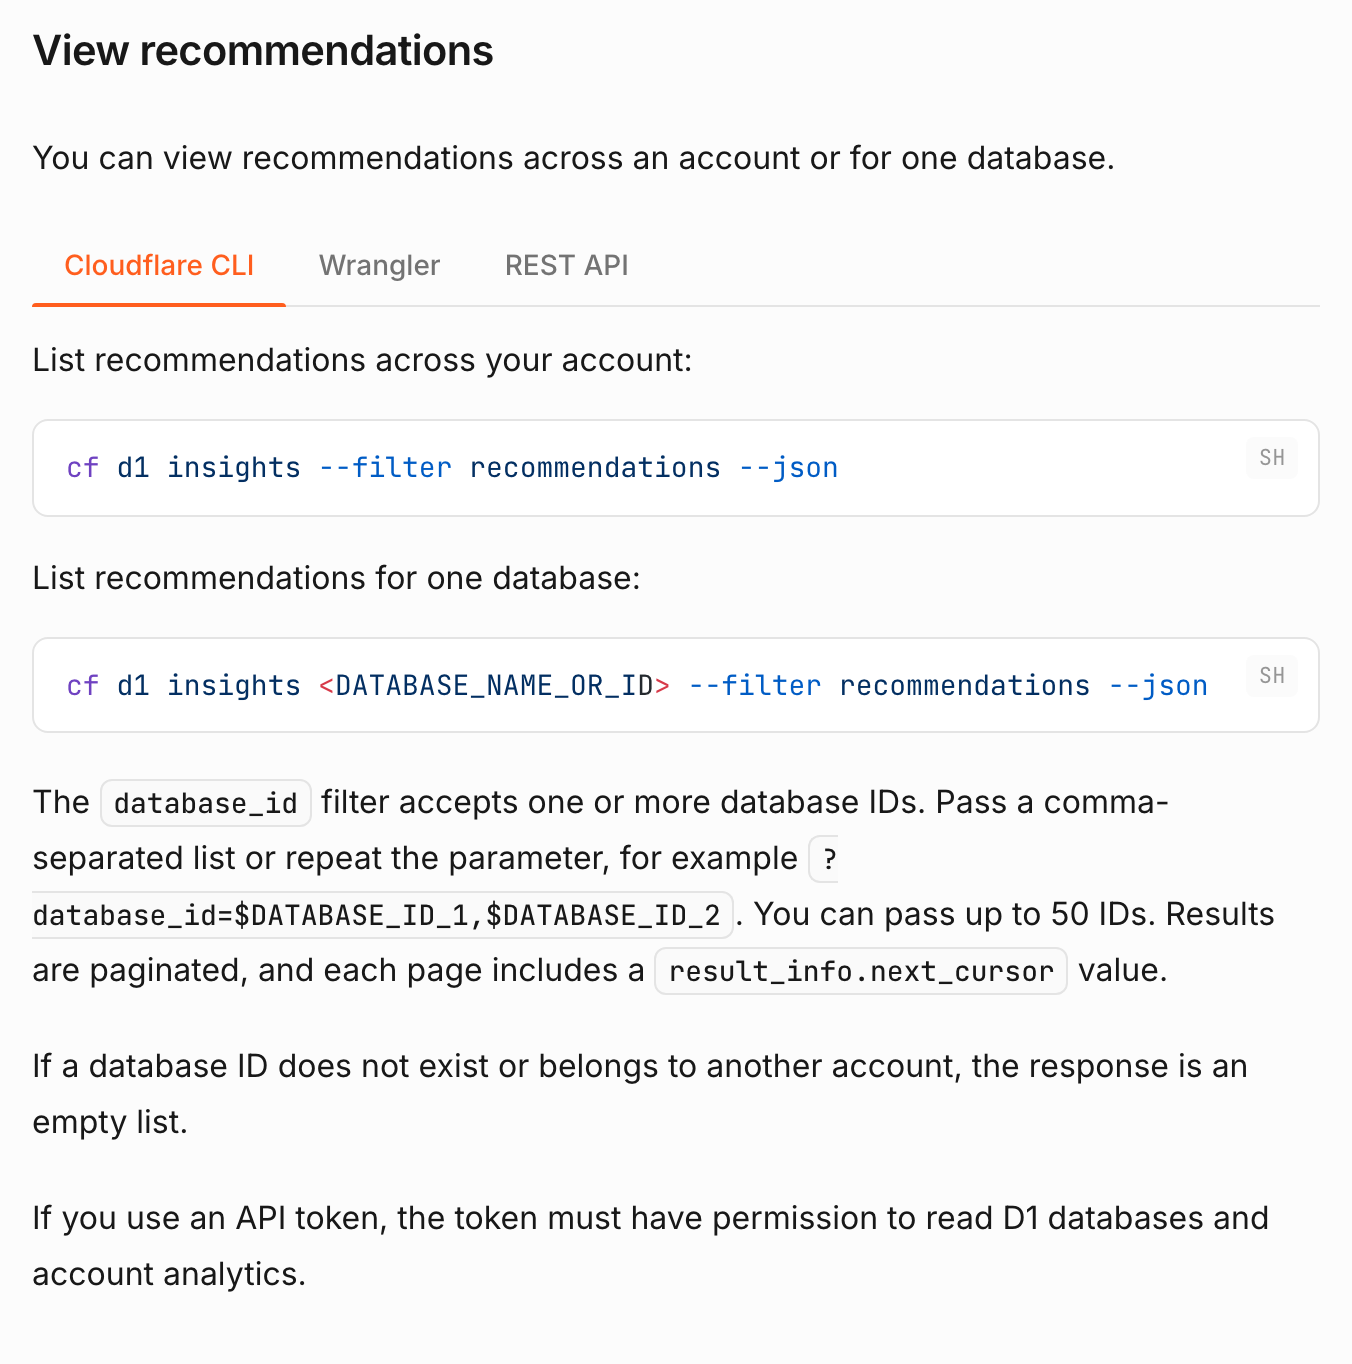 View recommendations
You can view recommendations across an account or for one database.
Cloudflare CLI Wrangler REST API
List recommendations across your account:
cf d1 insights --filter recommendations --json SH
List recommendations for one database:
cf d1 insights <DATABASE_NAME_OR_ID> --filter recommendations --json SH
The database_id filter accepts one or more database IDs. Pass a comma-
separated list or repeat the parameter, for example ?
database_id=$DATABASE_ID_1,$DATABASE_ID_2. You can pass up to 50 IDs. Results
are paginated, and each page includes a result_info.next_cursor value.
If a database ID does not exist or belongs to another account, the response is an
empty list.
If you use an API token, the token must have permission to read D1 databases and
account analytics.